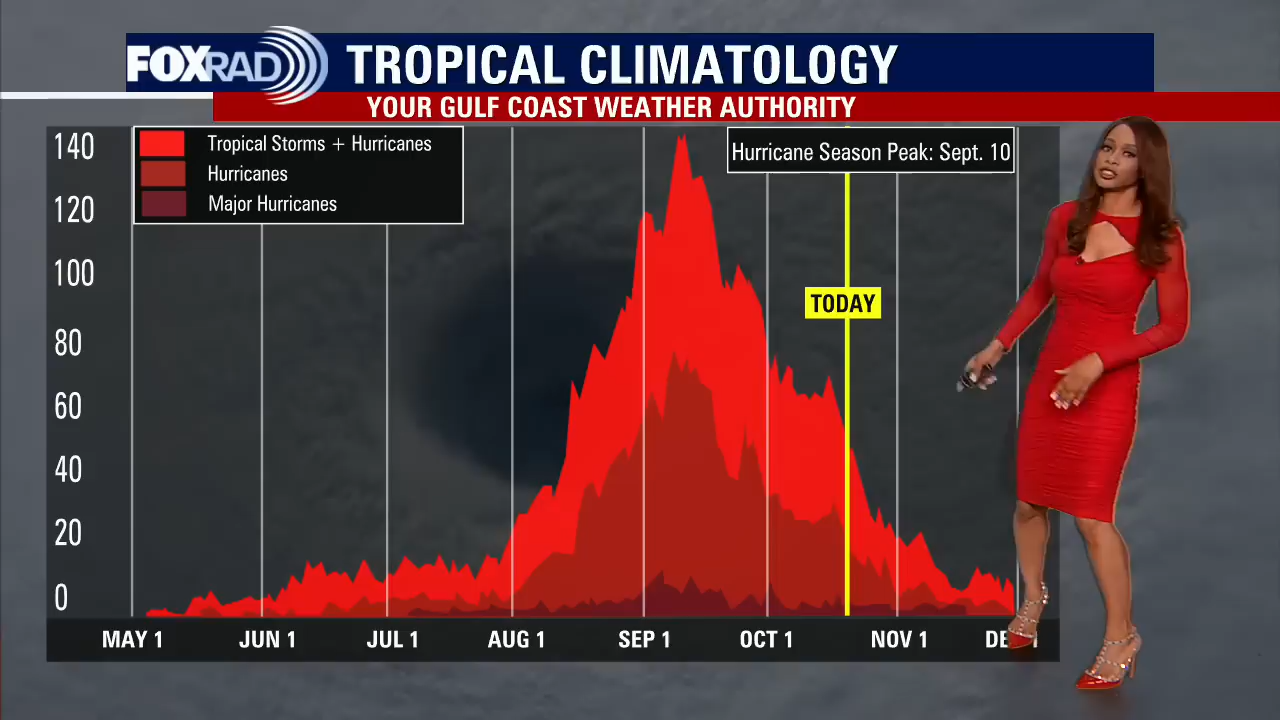 FOXRAD
TROPICAL CLIMATOLOGY
YOUR GULF COAST WEATHER AUTHORITY
Tropical Storms + Hurricanes
Hurricanes
Major Hurricanes
Hurricane Season Peak: Sept. 10
TODAY
140
120
100
80
60
40
20
0
MAY 1
JUN 1
JUL 1
AUG 1
SEP 1
OCT 1
NOV 1
DE 1